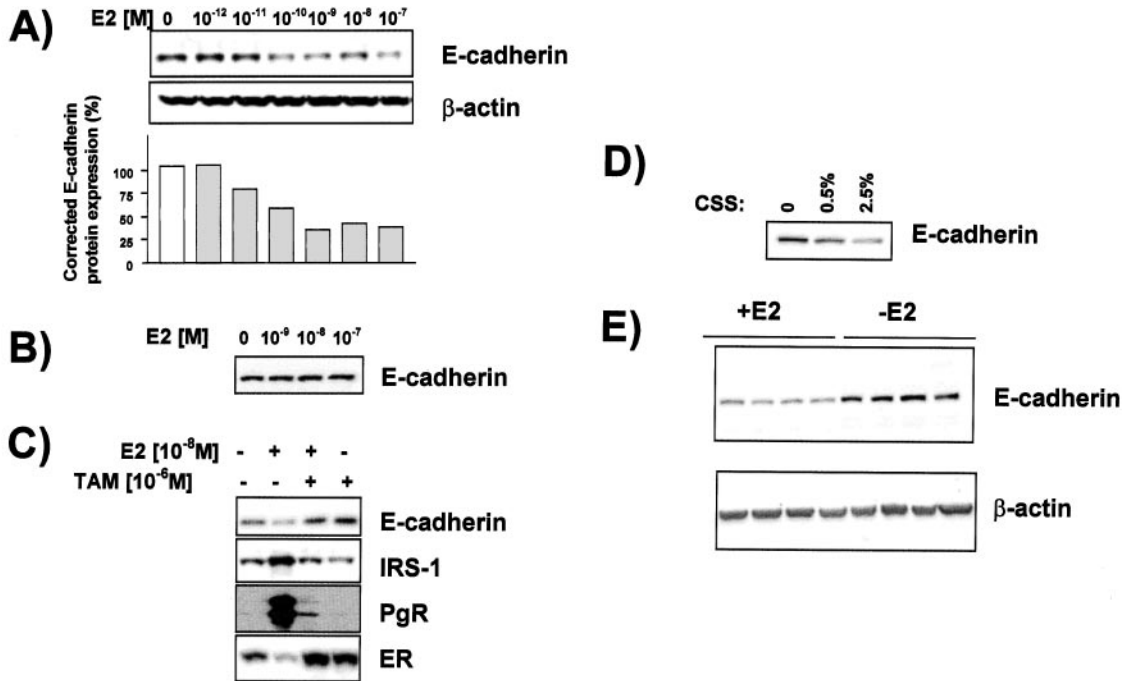 A)
E2 [M] 0 10⁻¹² 10⁻¹¹ 10⁻¹⁰ 10⁻⁹ 10⁻⁸ 10⁻⁷
E-cadherin
β-actin
Corrected E-cadherin
protein expression (%)
100
75
50
25
0
B)
E2 [M] 0 10⁻⁹ 10⁻⁸ 10⁻⁷
E-cadherin
C)
E2 [10⁻⁸M] - + + -
TAM [10⁻⁶M] - - + +
E-cadherin
IRS-1
PgR
ER
D)
CSS: 0 0.5% 2.5%
E-cadherin
E)
+E2 -E2
E-cadherin
β-actin